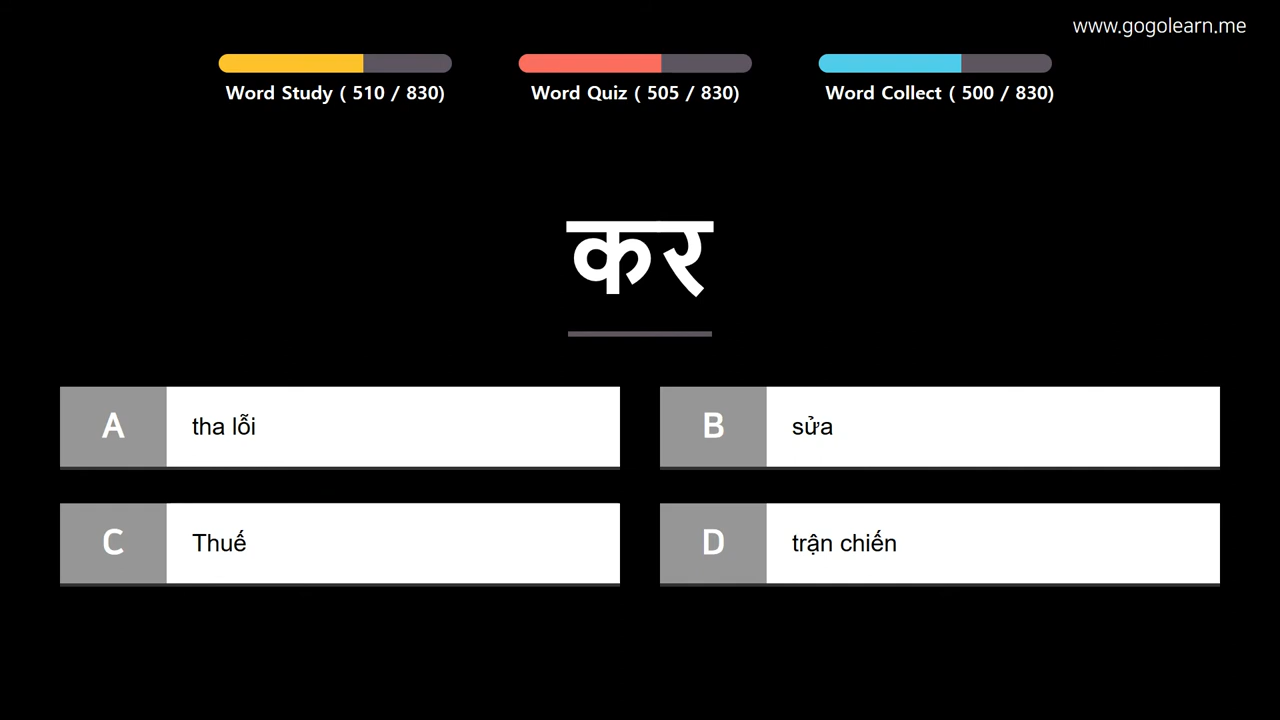 www.gogolearn.me
Word Study ( 510 / 830)
Word Quiz ( 505 / 830)
Word Collect ( 500 / 830)
कर
A tha lỗi
B sửa
C Thuế
D trận chiến